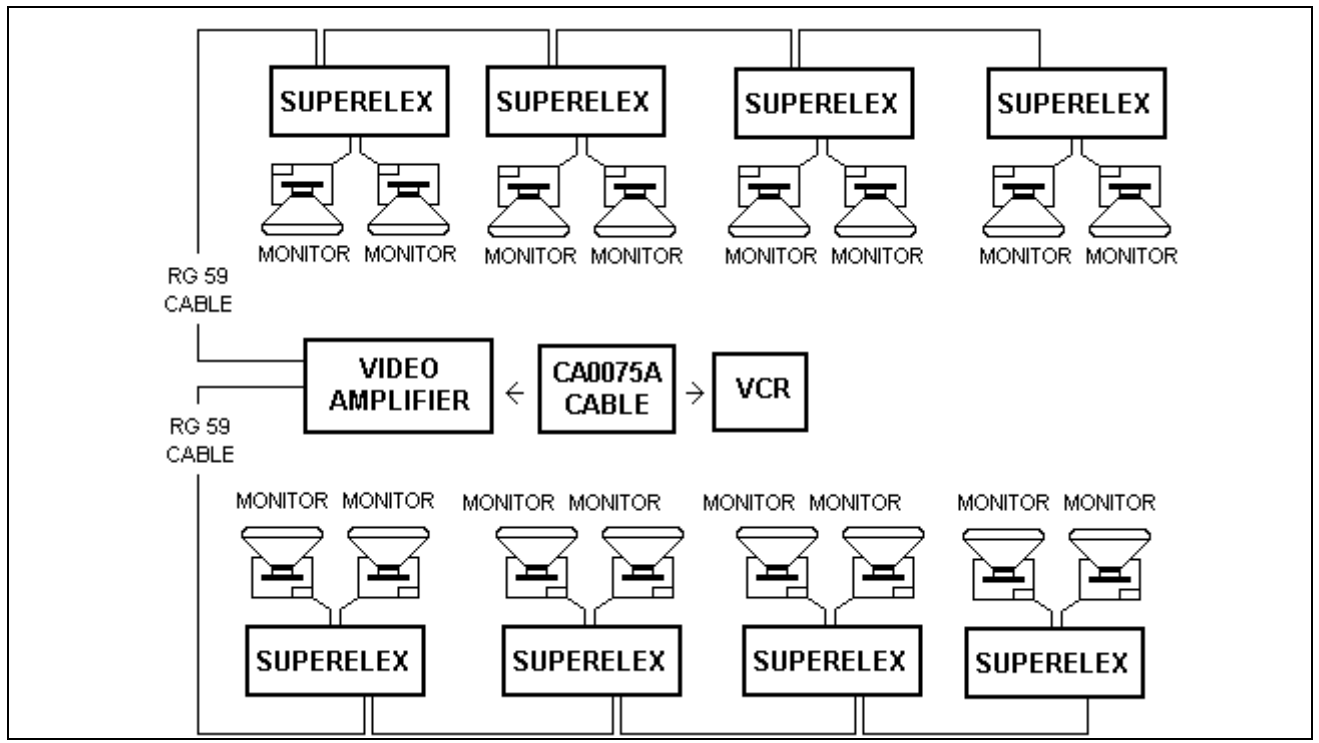 SUPERELEX SUPERELEX SUPERELEX SUPERELEX
MONITOR MONITOR MONITOR MONITOR MONITOR MONITOR MONITOR MONITOR
RG 59
CABLE
VIDEO
AMPLIFIER
CA0075A
CABLE
VCR
RG 59
CABLE
MONITOR MONITOR MONITOR MONITOR MONITOR MONITOR MONITOR MONITOR
SUPERELEX SUPERELEX SUPERELEX SUPERELEX